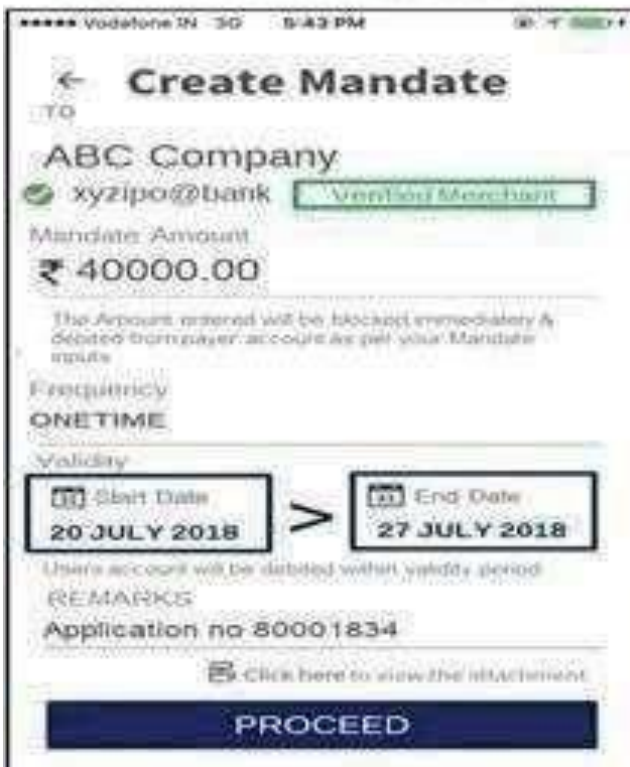 Vodafone IN 3G 5:43 PM
← Create Mandate
TO
ABC Company
xyzipo@bank Verified Merchant
Mandate Amount
₹ 40000.00
The Amount entered will be blocked immediately &
debited from payer account as per your Mandate
inputs
Frequency
ONETIME
Validity
Start Date > End Date
20 JULY 2018 27 JULY 2018
Users account will be debited within validity period
REMARKS
Application no 80001834
Click here to view the attachment
PROCEED